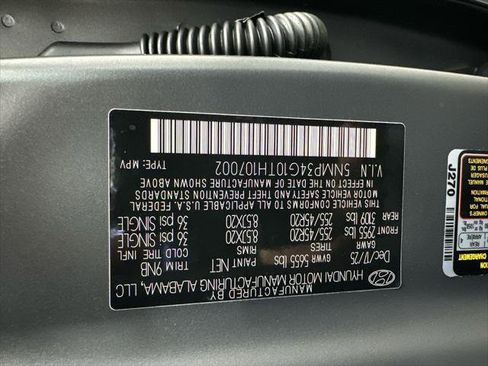 MANUFACTURED BY
HYUNDAI MOTOR MANUFACTURING ALABAMA, LLC
Dec/17/25 PAINT NET TRIM 9NB
GVWR 5655 lbs
GAWR TIRES RIMS COLD TIRE INFL
FRONT 2955 lbs 255/45R20 8.5JX20 36 psi SINGLE
REAR 3109 lbs 255/45R20 8.5JX20 36 psi SINGLE
THIS VEHICLE CONFORMS TO ALL APPLICABLE U.S.A FEDERAL
MOTOR VEHICLE SAFETY STANDARDS
IN EFFECT ON THE DATE OF MANUFACTURE SHOWN ABOVE.
V.I.N 5NMP34G10TH107002 TYPE: MPV
J270
CHARGEMENT